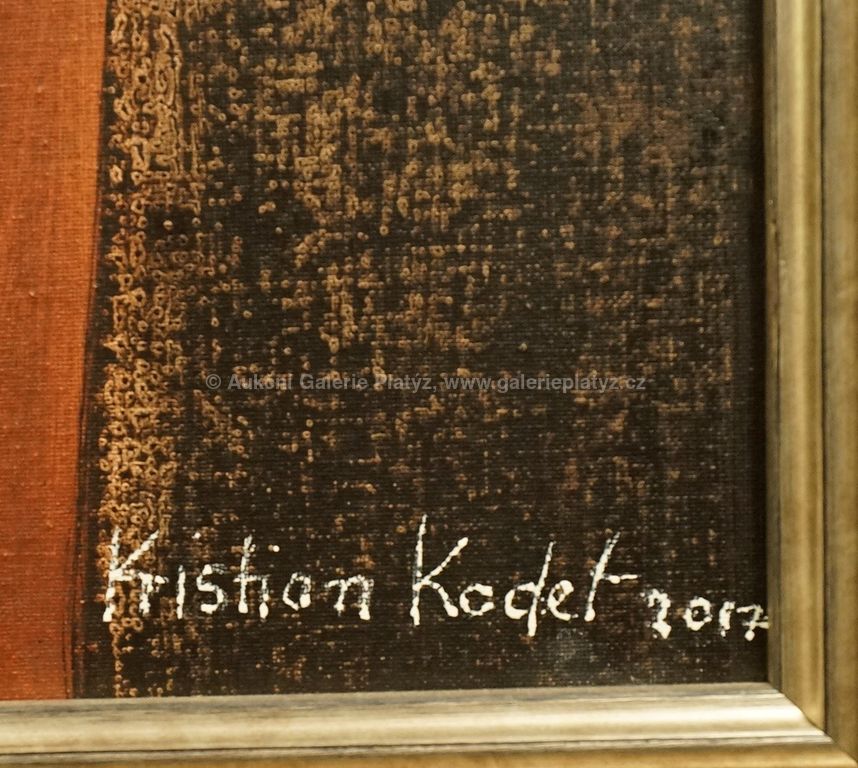 © Aukční Galerie Platýz, www.galerieplatyz.cz
Kristian Kodet 2017